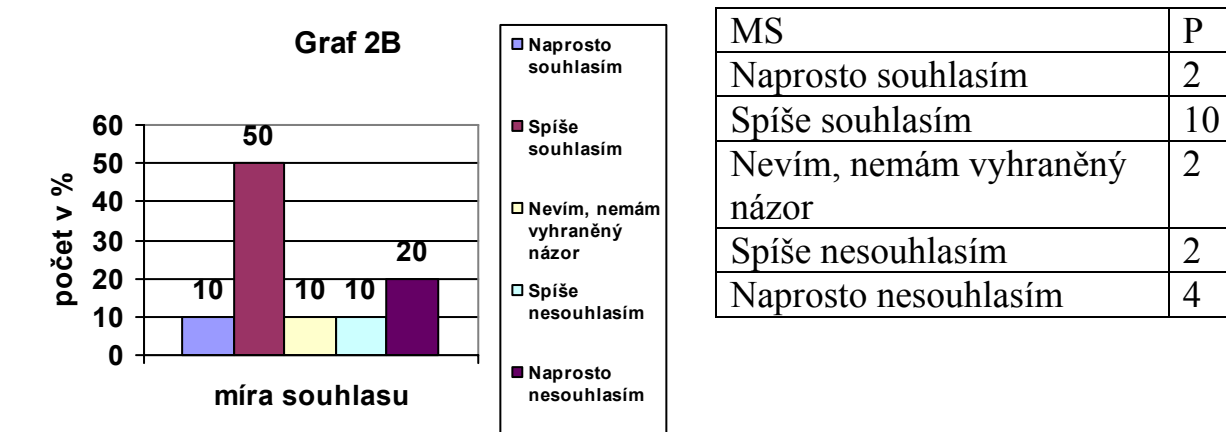 Graf 2B
60
50
40
30
20
10
0
počet v %
10
50
10
10
20
míra souhlasu
Naprosto
souhlasím
Spíše
souhlasím
Nevím, nemám
vyhraněný
názor
Spíše
nesouhlasím
Naprosto
nesouhlasím
MS P
Naprosto souhlasím 2
Spíše souhlasím 10
Nevím, nemám vyhraněný 2
názor
Spíše nesouhlasím 2
Naprosto nesouhlasím 4